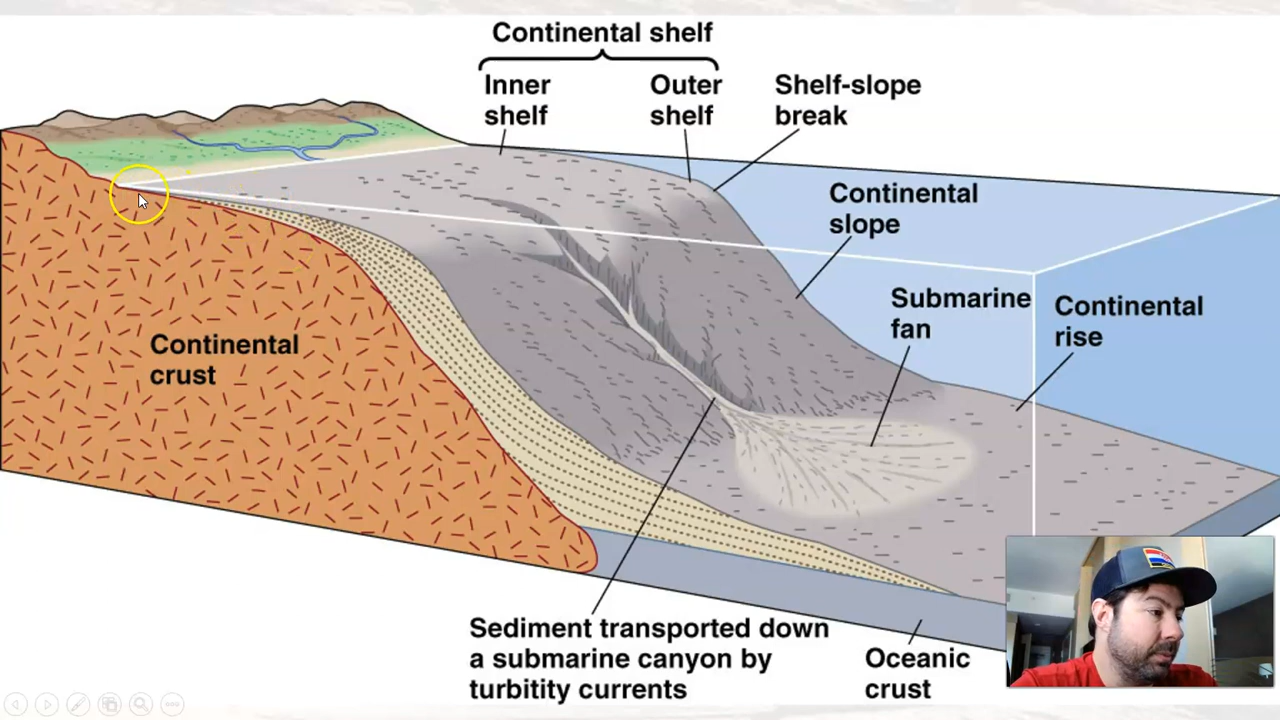 Continental shelf
Inner
shelf
Outer
shelf
Shelf-slope
break
Continental
slope
Submarine
fan
Continental
rise
Continental
crust
Sediment transported down
a submarine canyon by
turbitity currents
Oceanic
crust